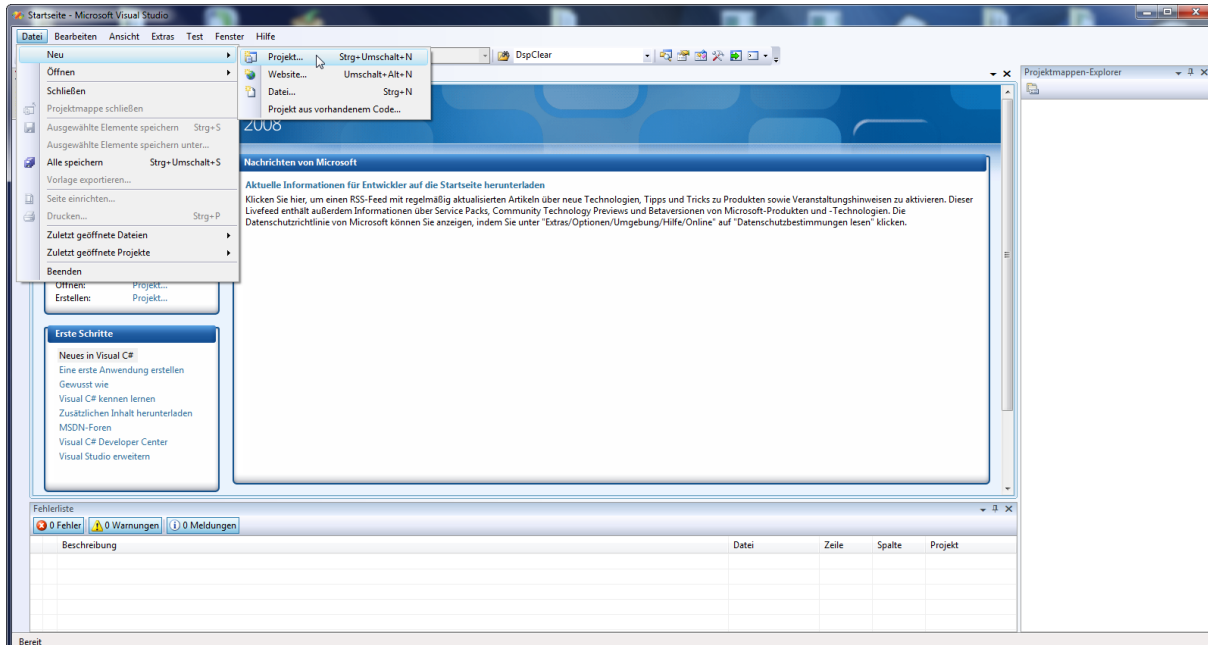 Startseite - Microsoft Visual Studio
Datei Bearbeiten Ansicht Extras Test Fenster Hilfe
Neu
Öffnen
Schließen
Projektmappe schließen
Ausgewählte Elemente speichern Strg+S
Ausgewählte Elemente speichern unter...
Alle speichern Strg+Umschalt+S
Vorlage exportieren...
Seite einrichten...
Drucken... Strg+P
Zuletzt geöffnete Dateien
Zuletzt geöffnete Projekte
Beenden
Projekt... Strg+Umschalt+N
Website... Umschalt+Alt+N
Datei... Strg+N
Projekt aus vorhandenem Code...
DspClear
2008
Projektmappen-Explorer
Nachrichten von Microsoft
Aktuelle Informationen für Entwickler auf die Startseite herunterladen
Klicken Sie hier, um einen RSS-Feed mit regelmäßig aktualisierten Artikeln über neue Technologien, Tipps und Tricks zu Produkten sowie Veranstaltungshinweisen zu aktivieren. Dieser
Livefeed enthält außerdem Informationen über Service Packs, Community Technology Previews und Betaversionen von Microsoft-Produkten und -Technologien. Die
Datenschutzrichtlinie von Microsoft können Sie anzeigen, indem Sie unter "Extras/Optionen/Umgebung/Hilfe/Online" auf "Datenschutzbestimmungen lesen" klicken.
Öffnen: Projekt...
Erstellen: Projekt...
Erste Schritte
Neues in Visual C#
Eine erste Anwendung erstellen
Gewusst wie
Visual C# kennen lernen
Zusätzlichen Inhalt herunterladen
MSDN-Foren
Visual C# Developer Center
Visual Studio erweitern
Fehlerliste
0 Fehler 0 Warnungen 0 Meldungen
Beschreibung Datei Zeile Spalte Projekt
Bereit